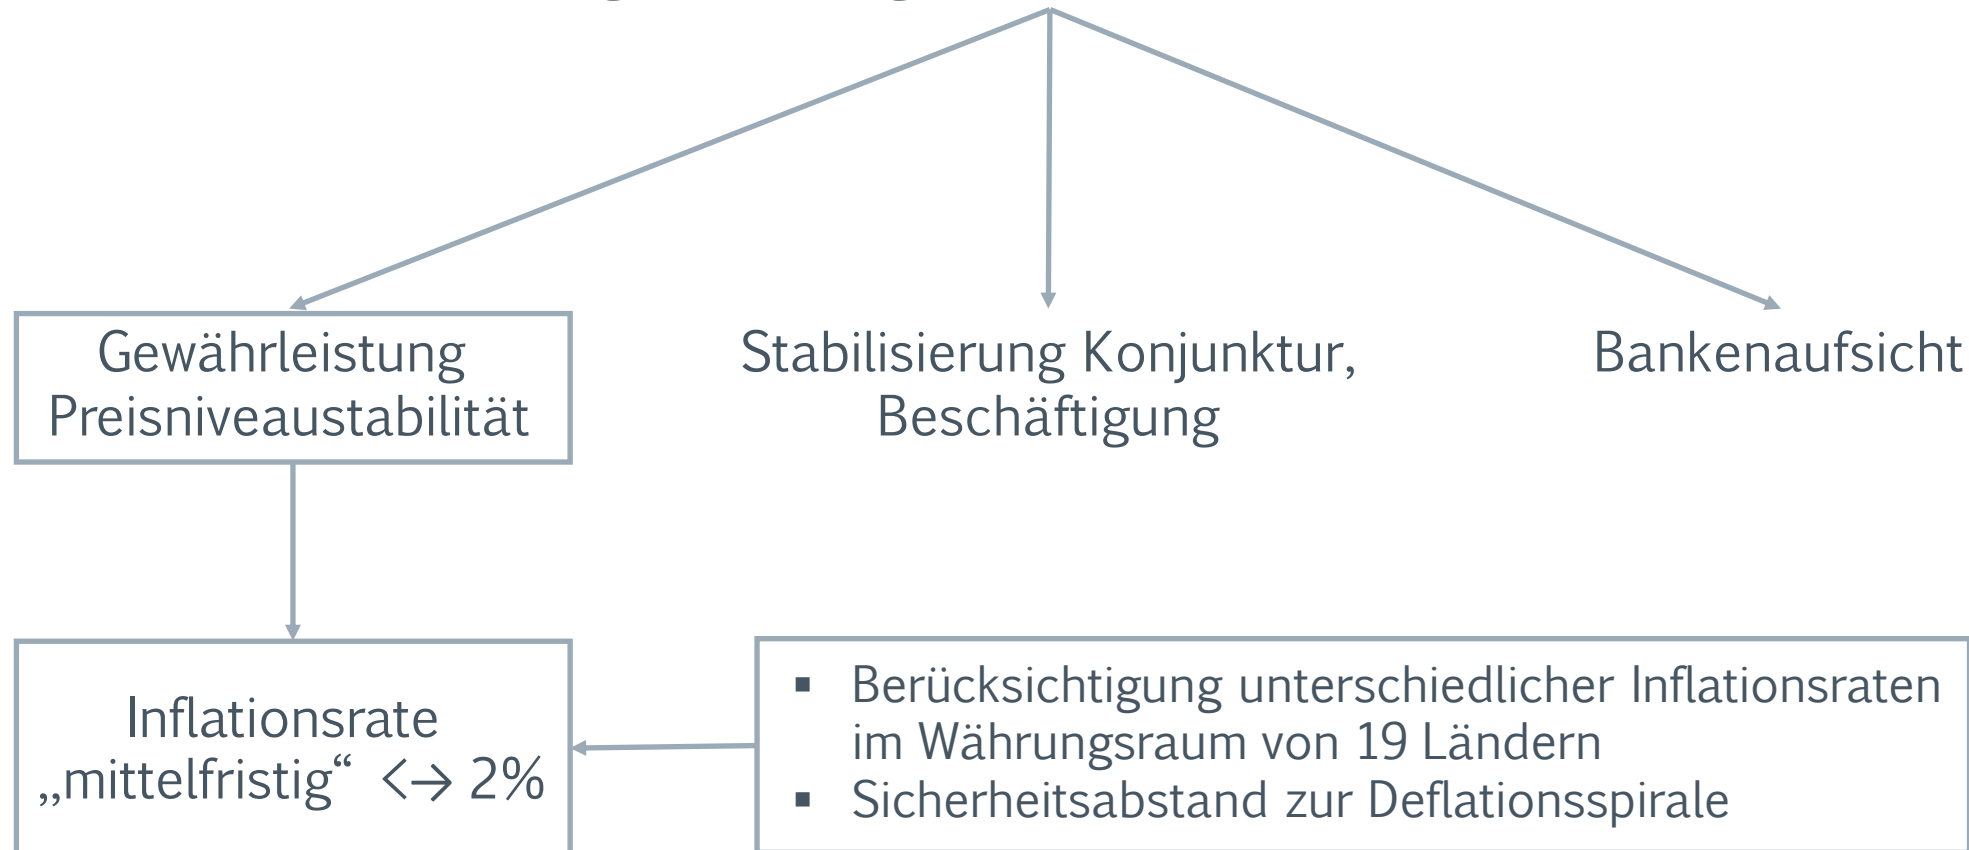 Gewährleistung
Preisniveaustabilität
Stabilisierung Konjunktur,
Beschäftigung
Bankenaufsicht
Inflationsrate
„mittelfristig“ <→ 2%
▪ Berücksichtigung unterschiedlicher Inflationsraten
im Währungsraum von 19 Ländern
▪ Sicherheitsabstand zur Deflationsspirale